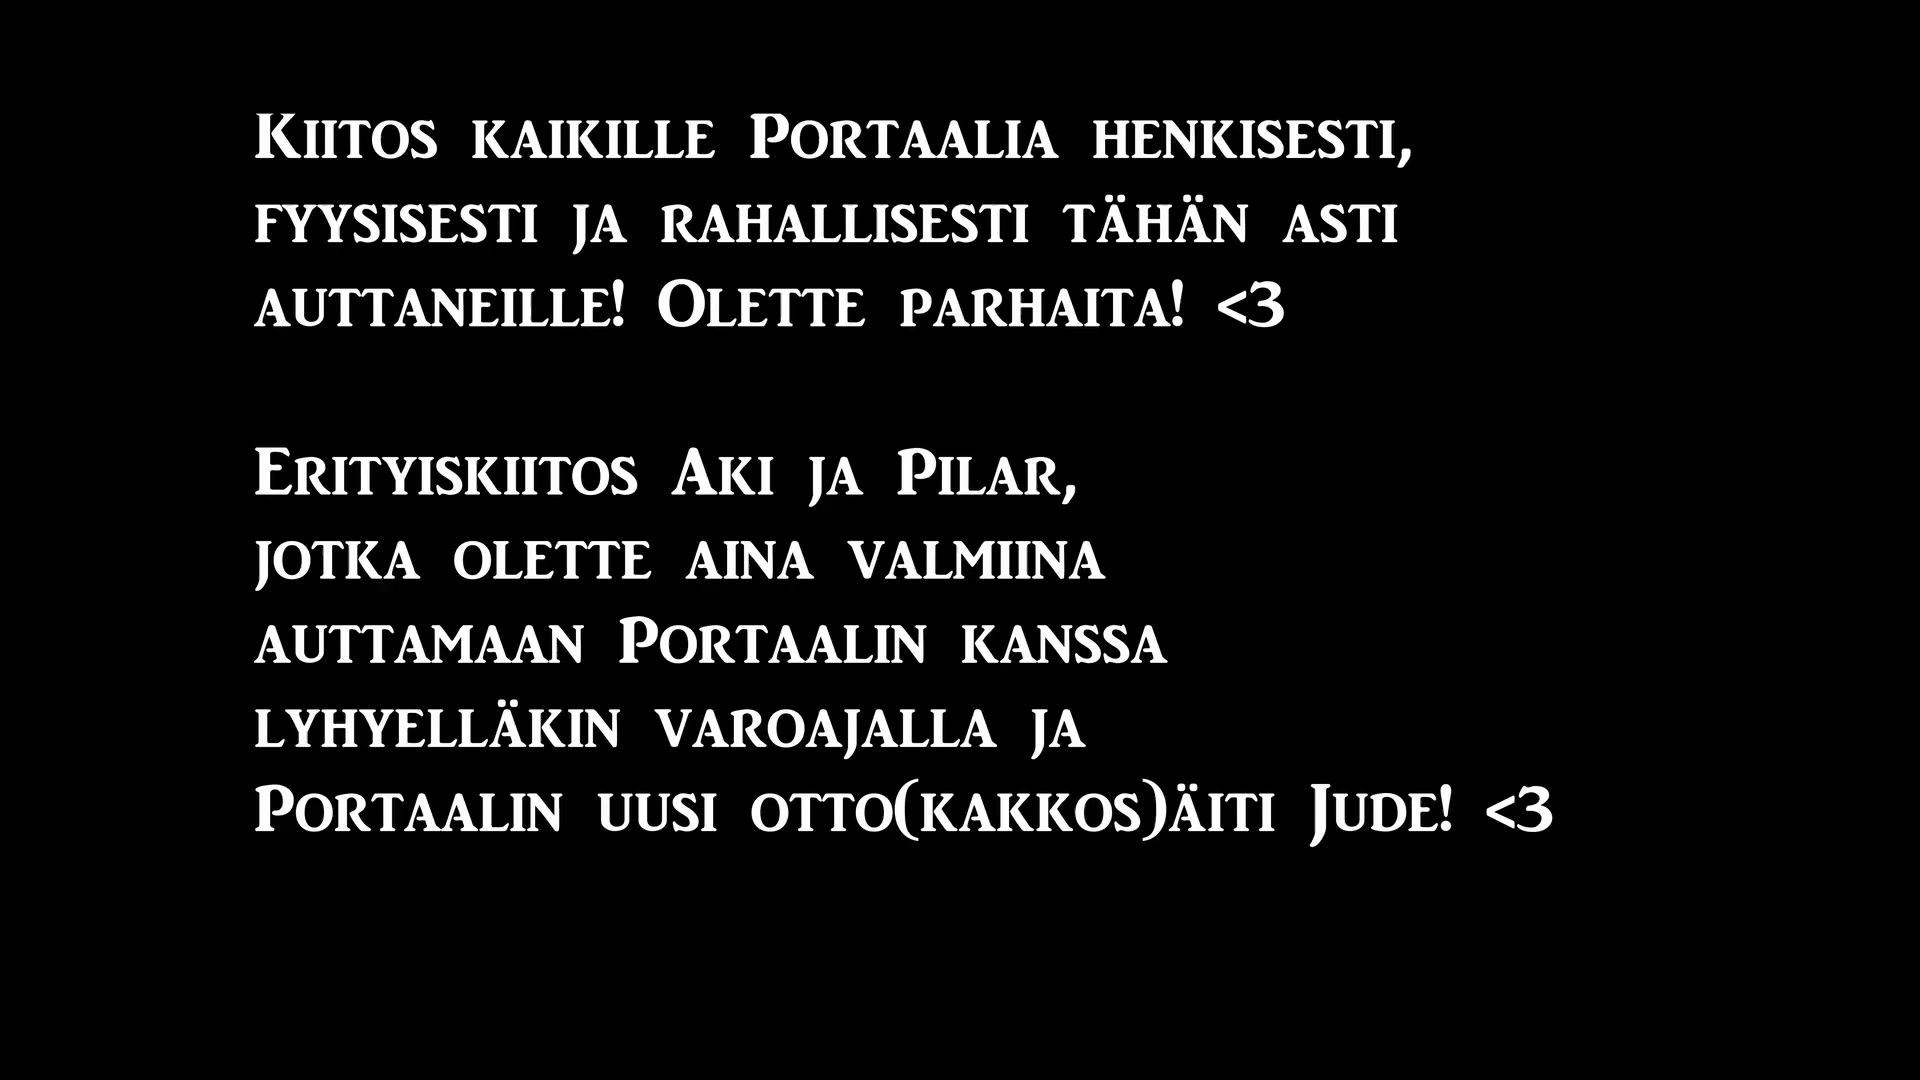 Kiitos kaikille Portaalia henkisesti,
fyysisesti ja rahallisesti tähän asti
auttaneille! Olette parhaita! <3
Erityiskiitos Aki ja Pilar,
jotka olette aina valmiina
auttamaan Portaalin kanssa
lyhyelläkin varoajalla ja
Portaalin uusi otto(kakkos)äiti Jude! <3